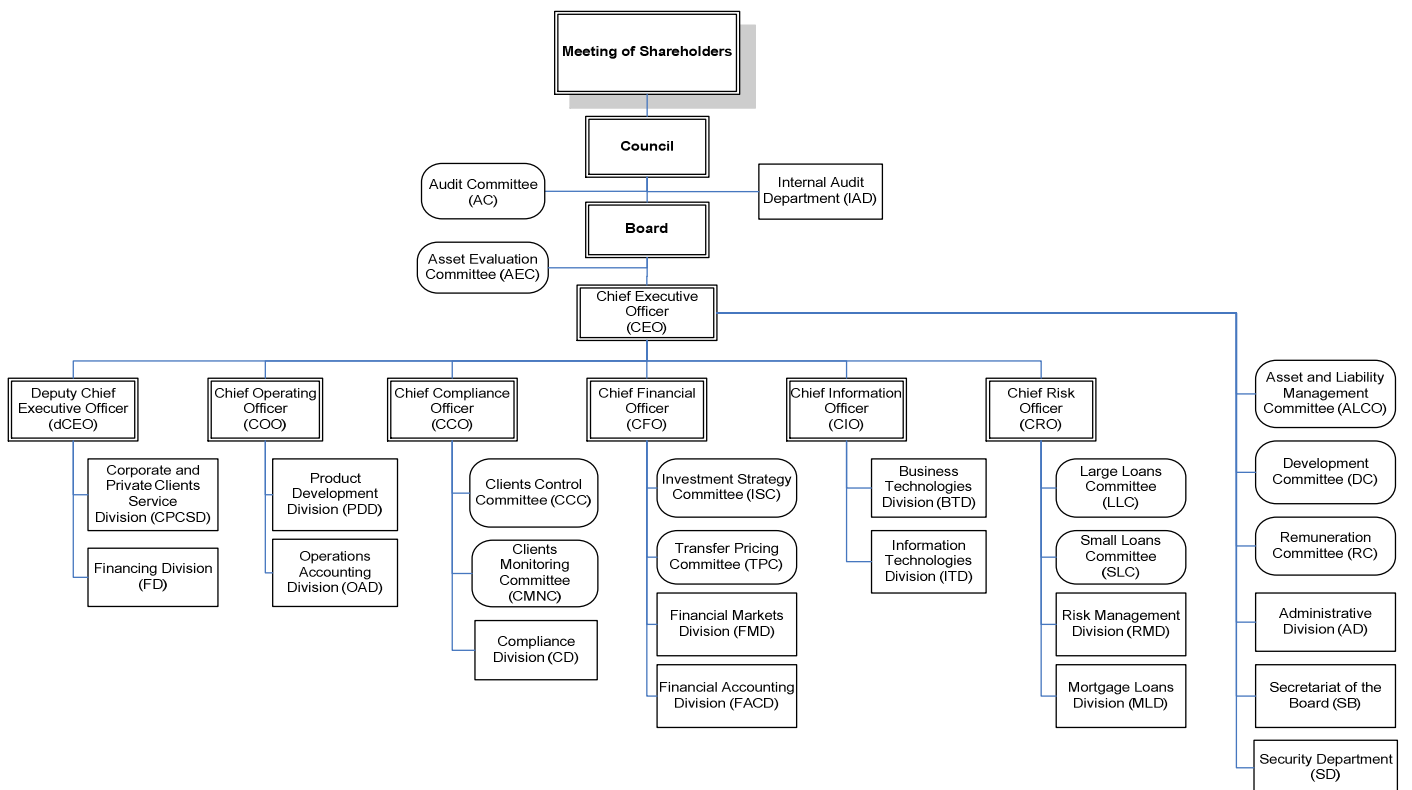 Meeting of Shareholders
Council
Audit Committee
(AC)
Internal Audit
Department (IAD)
Board
Asset Evaluation
Committee (AEC)
Chief Executive
Officer
(CEO)
Deputy Chief
Executive Officer
(dCEO)
Chief Operating
Officer
(COO)
Chief Compliance
Officer
(CCO)
Chief Financial
Officer
(CFO)
Chief Information
Officer
(CIO)
Chief Risk
Officer
(CRO)
Corporate and
Private Clients
Service
Division (CPCSD)
Financing Division
(FD)
Product
Development
Division (PDD)
Operations
Accounting
Division (OAD)
Clients Control
Committee (CCC)
Clients
Monitoring
Committee
(CMNC)
Compliance
Division (CD)
Investment Strategy
Committee (ISC)
Transfer Pricing
Committee (TPC)
Financial Markets
Division (FMD)
Financial Accounting
Division (FACD)
Business
Technologies
Division (BTD)
Information
Technologies
Division (ITD)
Large Loans
Committee
(LLC)
Small Loans
Committee
(SLC)
Risk Management
Division (RMD)
Mortgage Loans
Division (MLD)
Asset and Liability
Management
Committee (ALCO)
Development
Committee (DC)
Remuneration
Committee (RC)
Administrative
Division (AD)
Secretariat of the
Board (SB)
Security Department
(SD)